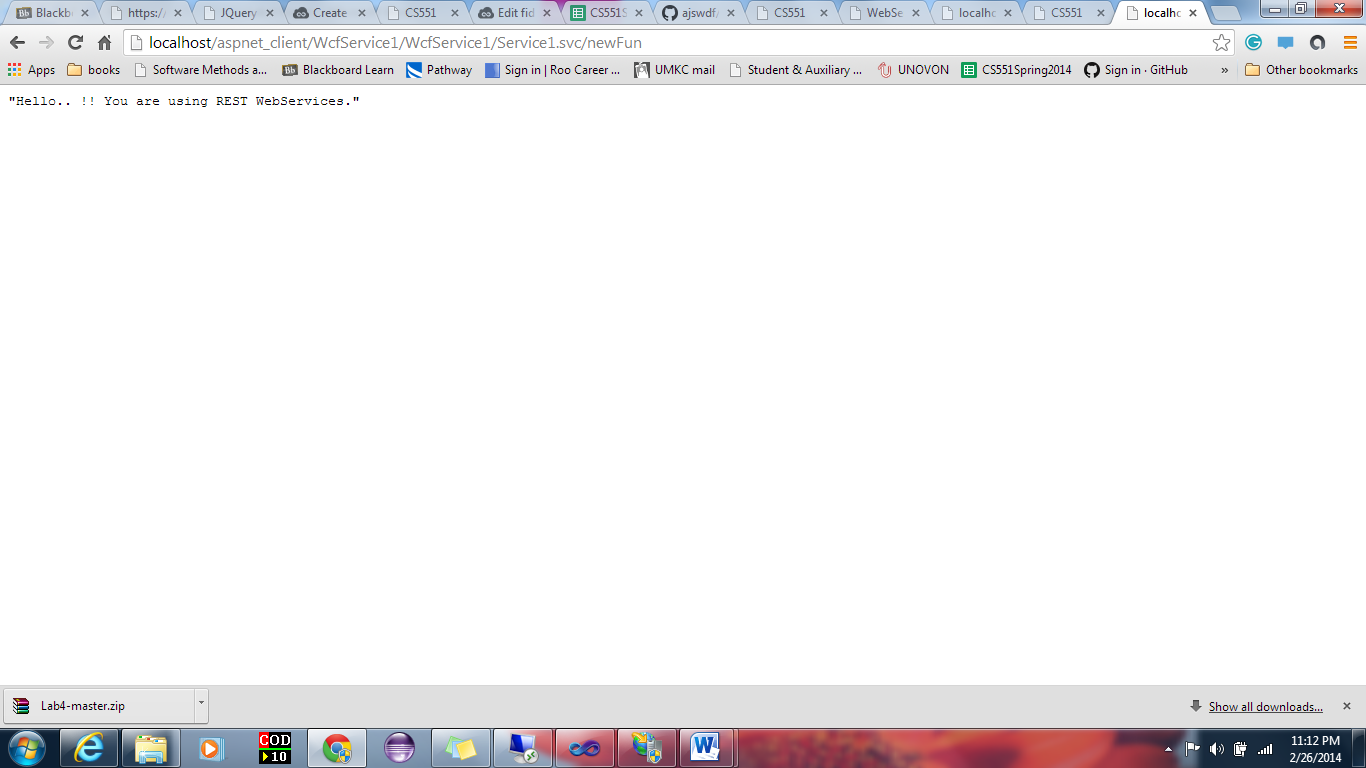 Blackb https:// JQuery Create CS551 Edit fid CS551S ajswdf/ CS551 WebSe localho CS551 localho
localhost/aspnet_client/WcfService1/WcfService1/Service1.svc/newFun
Apps books Software Methods a... Bb Blackboard Learn Pathway Sign in | Roo Career ... UMKC mail Student & Auxiliary ... UNOVON CS551Spring2014 Sign in · GitHub » Other bookmarks
"Hello.. !! You are using REST WebServices."
Lab4-master.zip Show all downloads...
COD
10
11:12 PM
2/26/2014